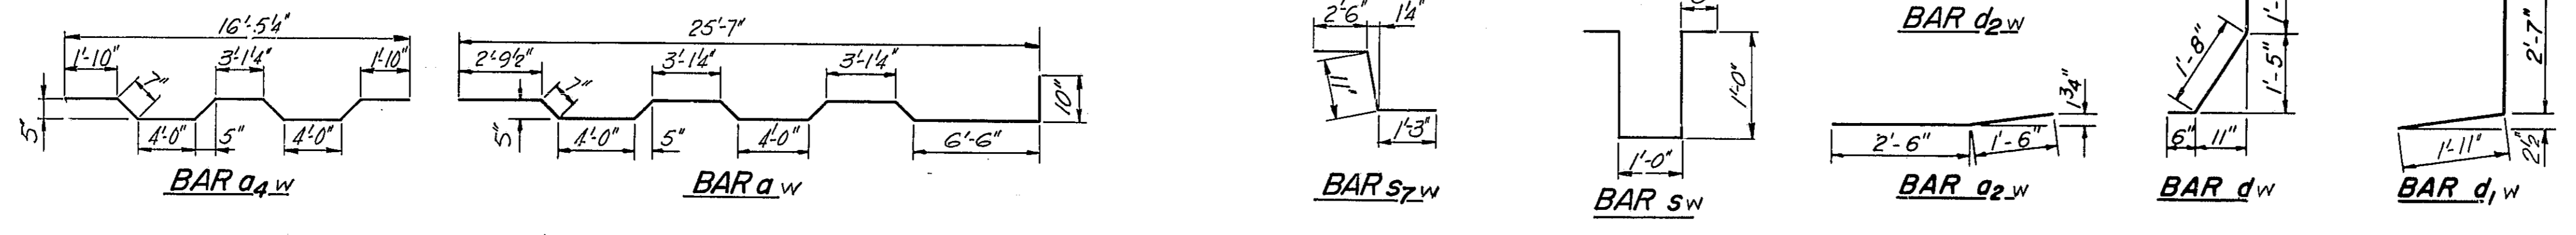 16'-5¼"
1'-10" 7" 3'-1¼" 1'-10"
5" 4'-0" 5" 4'-0"
BAR a4 w
25'-7"
2'-9½" 7" 3'-1¼" 3'-1¼" 10"
5" 4'-0" 5" 4'-0" 6'-6"
BAR a w
2'-6" 1¼"
11"
1'-3"
BAR s7 w
1'-0"
1'-0"
BAR s w
BAR d2 w
1¾"
2'-6" 1'-6"
BAR a2 w
1'-8" 1'-5"
6" 11"
BAR d w
2'-7"
1'-11" 2½"
BAR d1 w